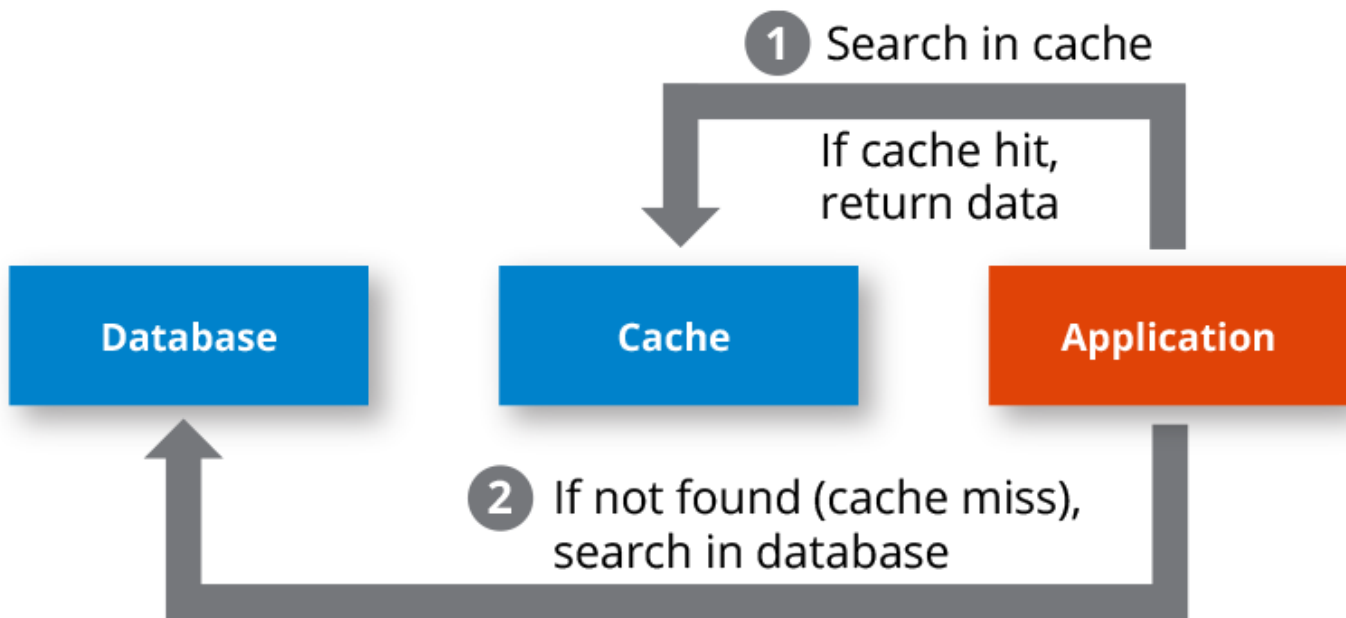 1 Search in cache
If cache hit,
return data
Database
Cache
Application
2 If not found (cache miss),
search in database